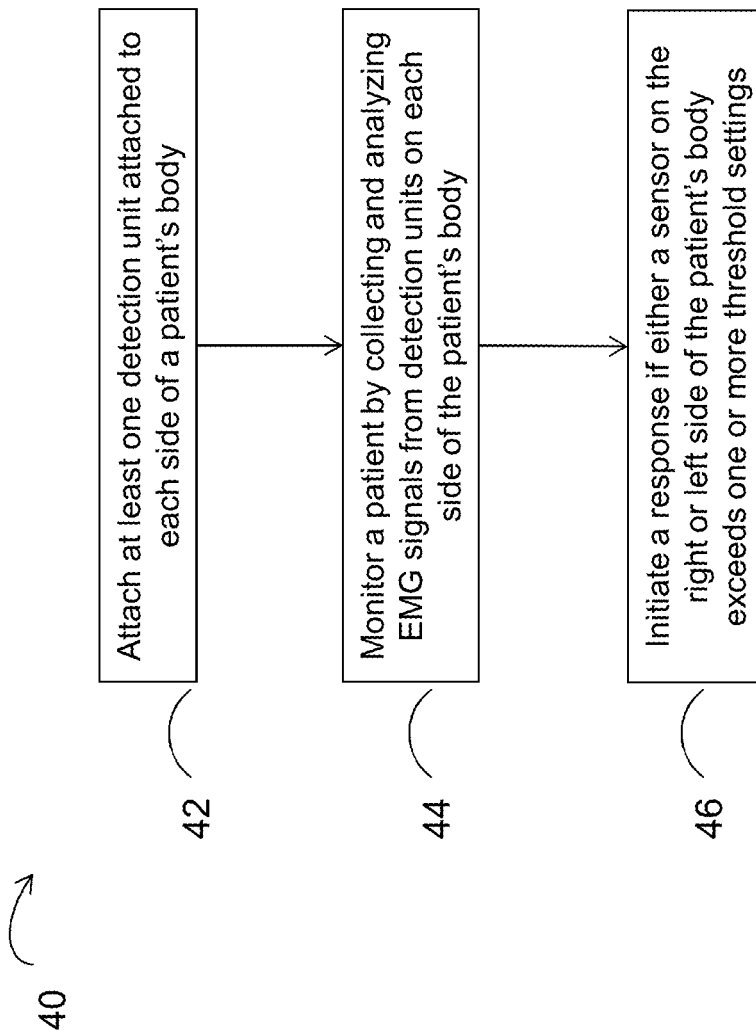 40
42
Attach at least one detection unit attached to
each side of a patient's body
44
Monitor a patient by collecting and analyzing
EMG signals from detection units on each
side of the patient's body
46
Initiate a response if either a sensor on the
right or left side of the patient's body
exceeds one or more threshold settings